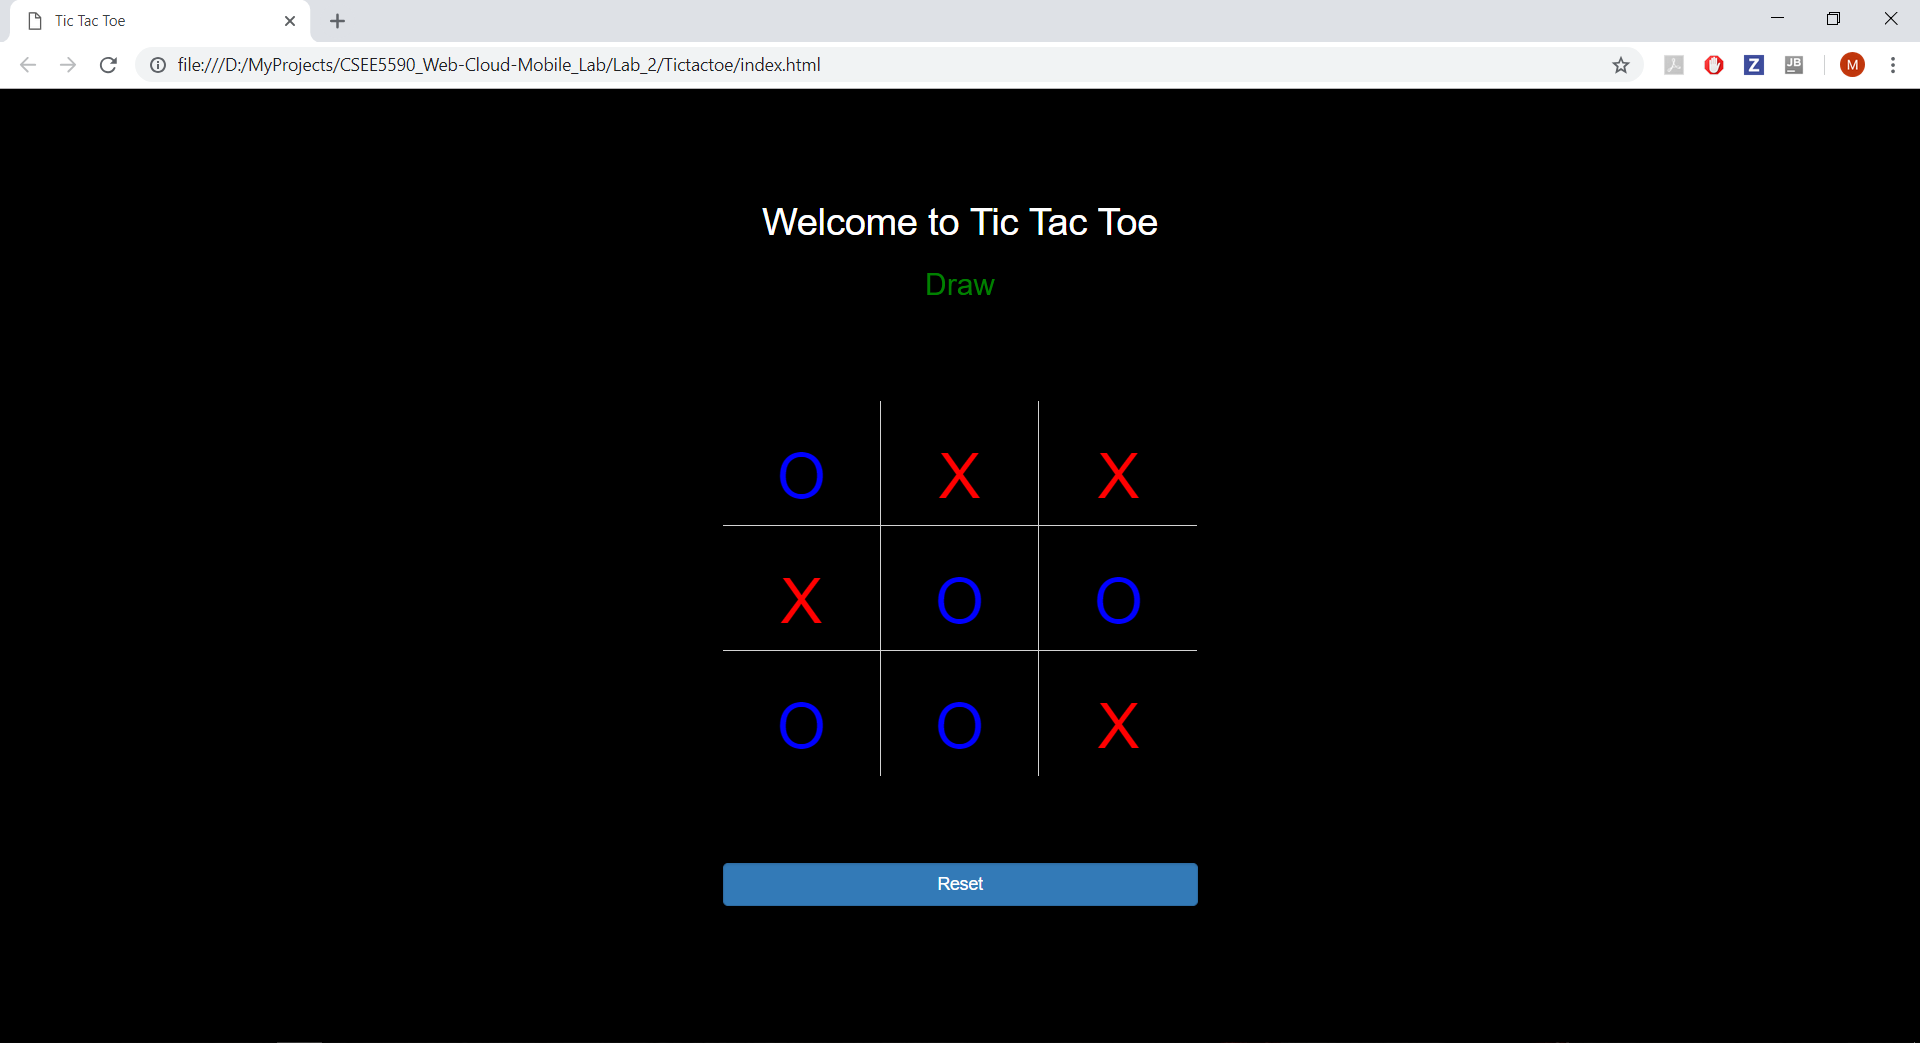 Tic Tac Toe
file:///D:/MyProjects/CSEE5590_Web-Cloud-Mobile_Lab/Lab_2/Tictactoe/index.html
Z
JB
M
Welcome to Tic Tac Toe
Draw
O X X
X O O
O O X
Reset